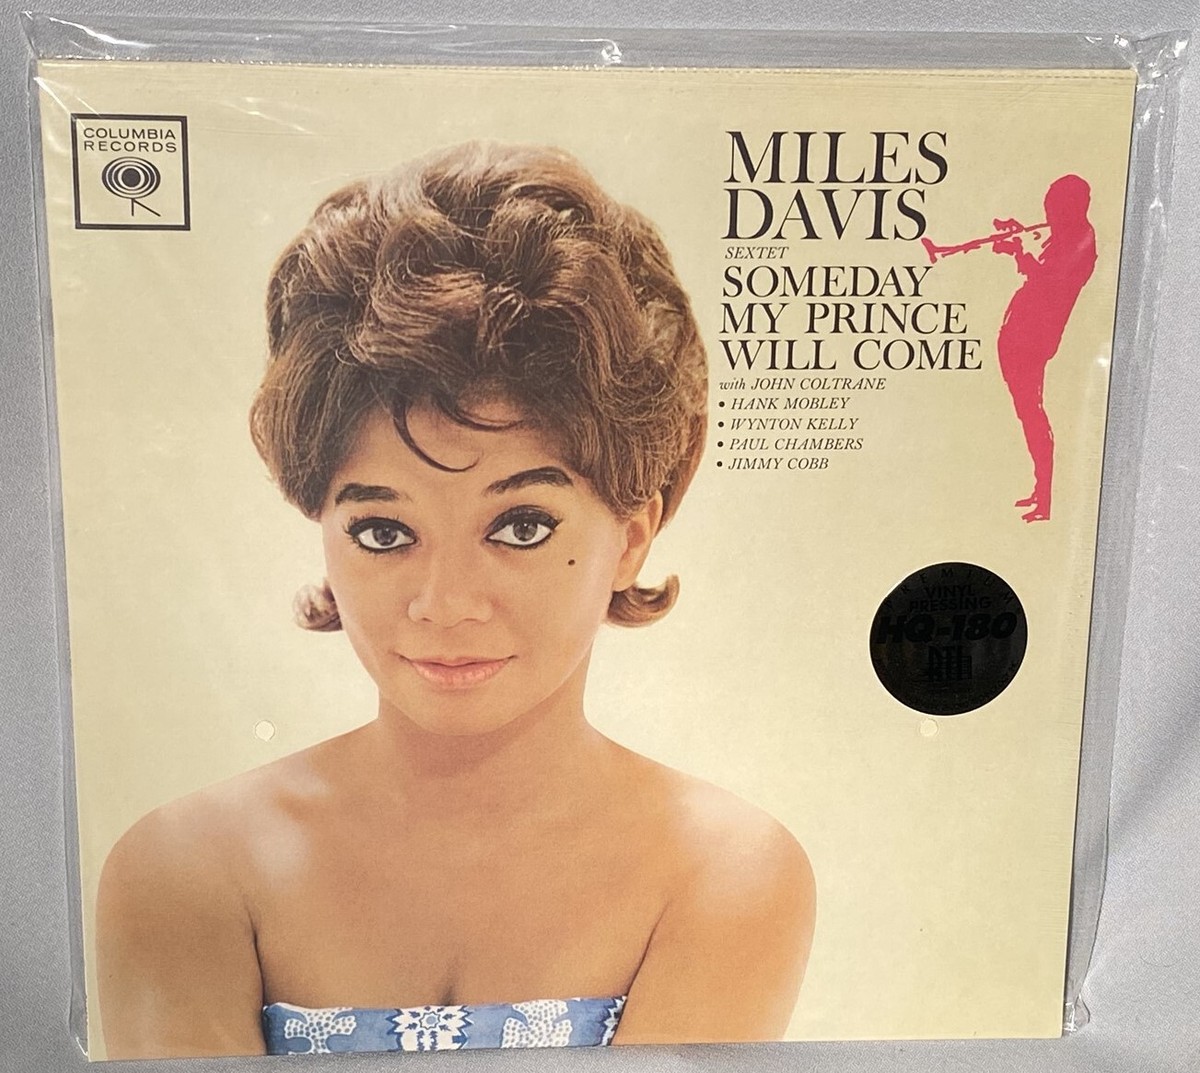 COLUMBIA
RECORDS
MILES
DAVIS
SEXTET
SOMEDAY
MY PRINCE
WILL COME
with JOHN COLTRANE
• HANK MOBLEY
• WYNTON KELLY
• PAUL CHAMBERS
• JIMMY COBB
PREMIUM
VINYL
PRESSING
HQ-180